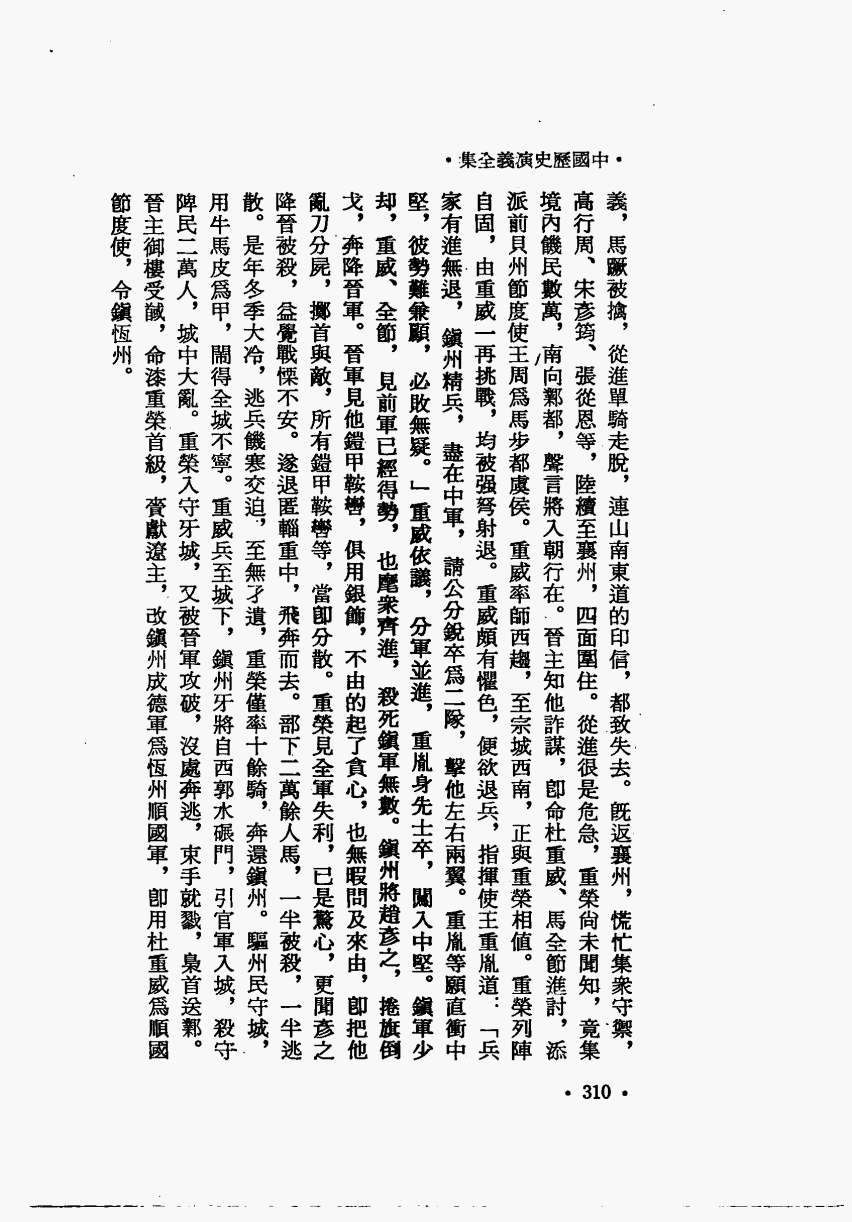 •中國歷史演義全集•
義，馬蹶被擒，從進單騎走脫，連山南東道的印信，都致失去。旣返襄州，慌忙集衆守禦，
高行周、宋彥筠、張從恩等，陸續至襄州，四面圍住。從進很是危急，重榮尙未聞知，竟集
境內饑民數萬，南向鄴都，聲言將入朝行在。晉主知他詐謀，卽命杜重威、馬全節進討，添
派前貝州節度使王周爲馬步都虞侯。重威率師西趨，至宗城西南，正與重榮相値。重榮列陣
自固，由重威一再挑戰，均被强弩射退。重威頗有懼色，便欲退兵，指揮使王重胤道：「兵
家有進無退，鎭州精兵，盡在中軍，請公分銳卒爲二隊，擊他左右兩翼。重胤等願直衝中
堅，彼勢難兼顧，必敗無疑。」重威依議，分軍並進，重胤身先士卒，闖入中堅。鎭軍少
却，重威、全節，見前軍已經得勢，也麾衆齊進，殺死鎭軍無數。鎭州將趙彥之，捲旗倒
戈，奔降晉軍。晉軍見他鎧甲鞍轡，俱用銀飾，不由的起了貪心，也無暇問及來由，卽把他
亂刀分屍，擲首與敵，所有鎧甲鞍轡等，當卽分散。重榮見全軍失利，已是驚心，更聞彥之
降晉被殺，益覺戰慄不安。遂退匿輜重中，飛奔而去。部下二萬餘人馬，一半被殺，一半逃
散。是年冬季大冷，逃兵饑寒交迫，至無孑遺，重榮僅率十餘騎，奔還鎭州。驅州民守城，
用牛馬皮爲甲，鬧得全城不寧。重威兵至城下，鎭州牙將自西郭水碾門，引官軍入城，殺守
陴民二萬人，城中大亂。重榮入守牙城，又被晉軍攻破，沒處奔逃，束手就戮，梟首送鄴。
晉主御樓受馘，命漆重榮首級，賫獻遼主，改鎭州成德軍爲恆州順國軍，卽用杜重威爲順國
節度使，令鎭恆州。
• 310 •